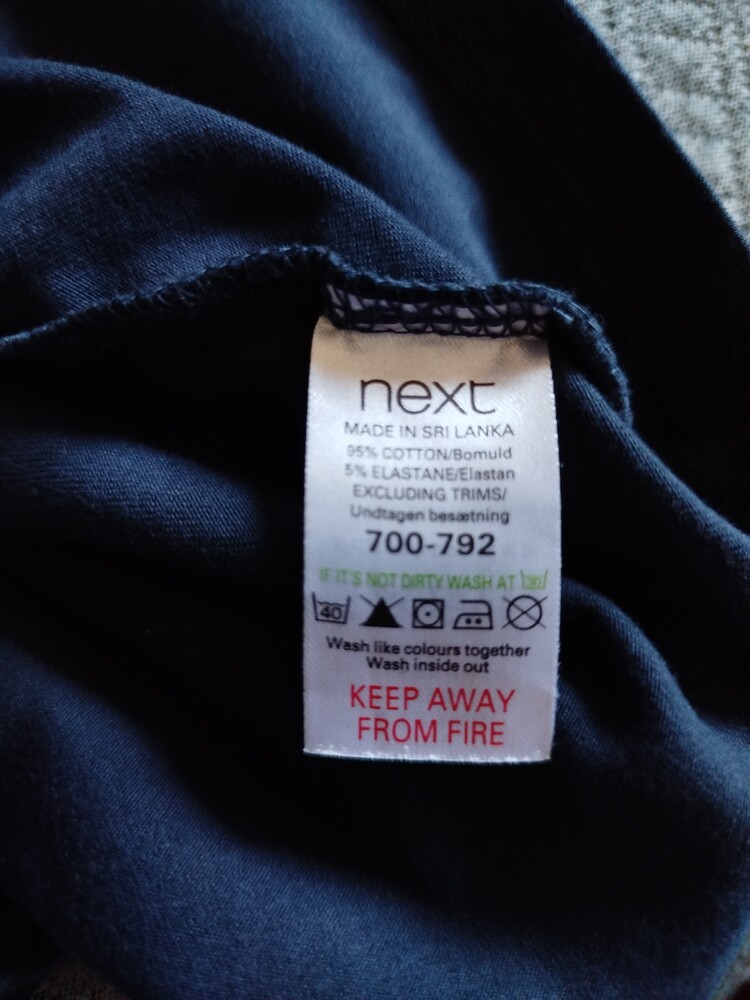 next
MADE IN SRI LANKA
95% COTTON/Bomuld
5% ELASTANE/Elastan
EXCLUDING TRIMS/
Undtagen besætning
700-792
IF IT'S NOT DIRTY WASH AT 30
40
Wash like colours together
Wash inside out
KEEP AWAY
FROM FIRE